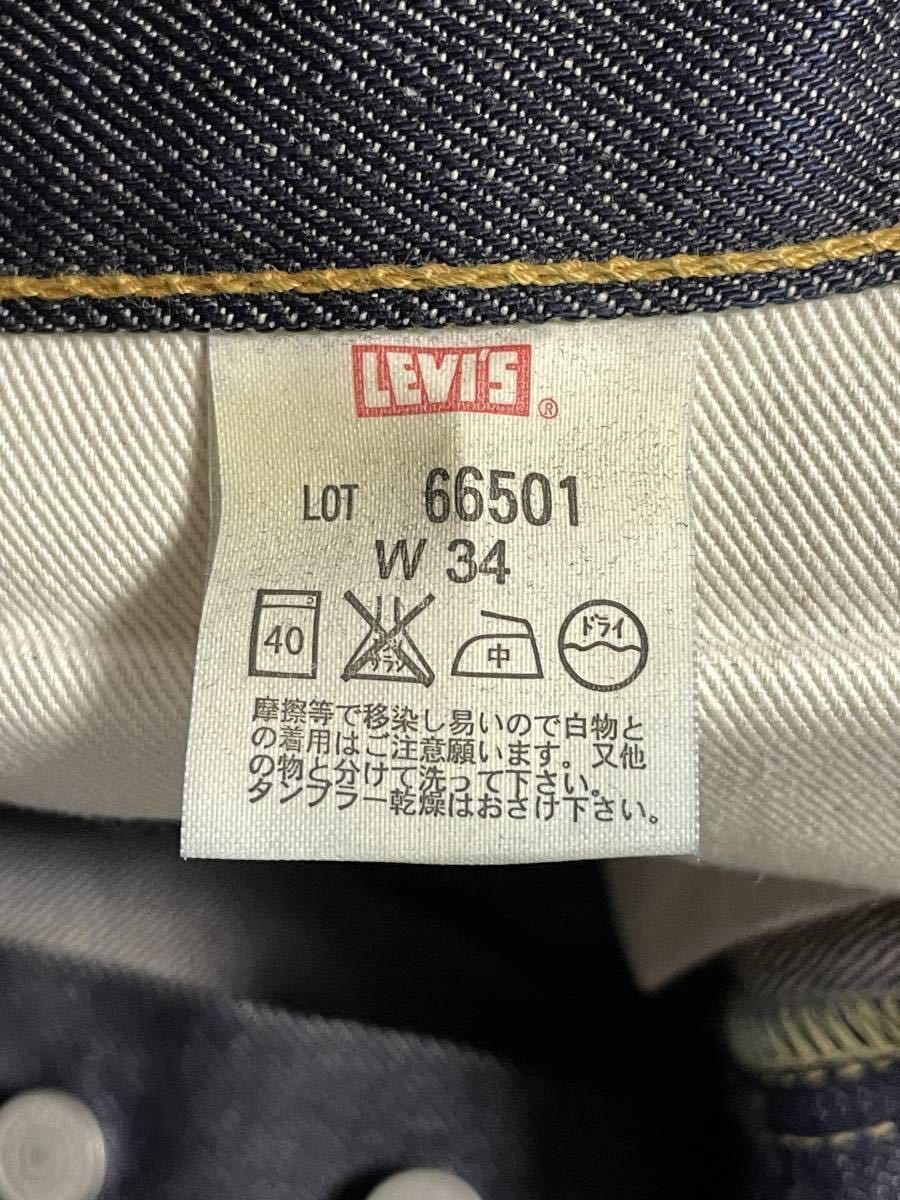 LEVI'S ®
LOT 66501
W 34
40
中
ドライ
摩擦等で移染し易いので白物と
の着用はご注意願います。又他
の物と分けて洗って下さい。
タンブラー乾燥はおさけ下さい。